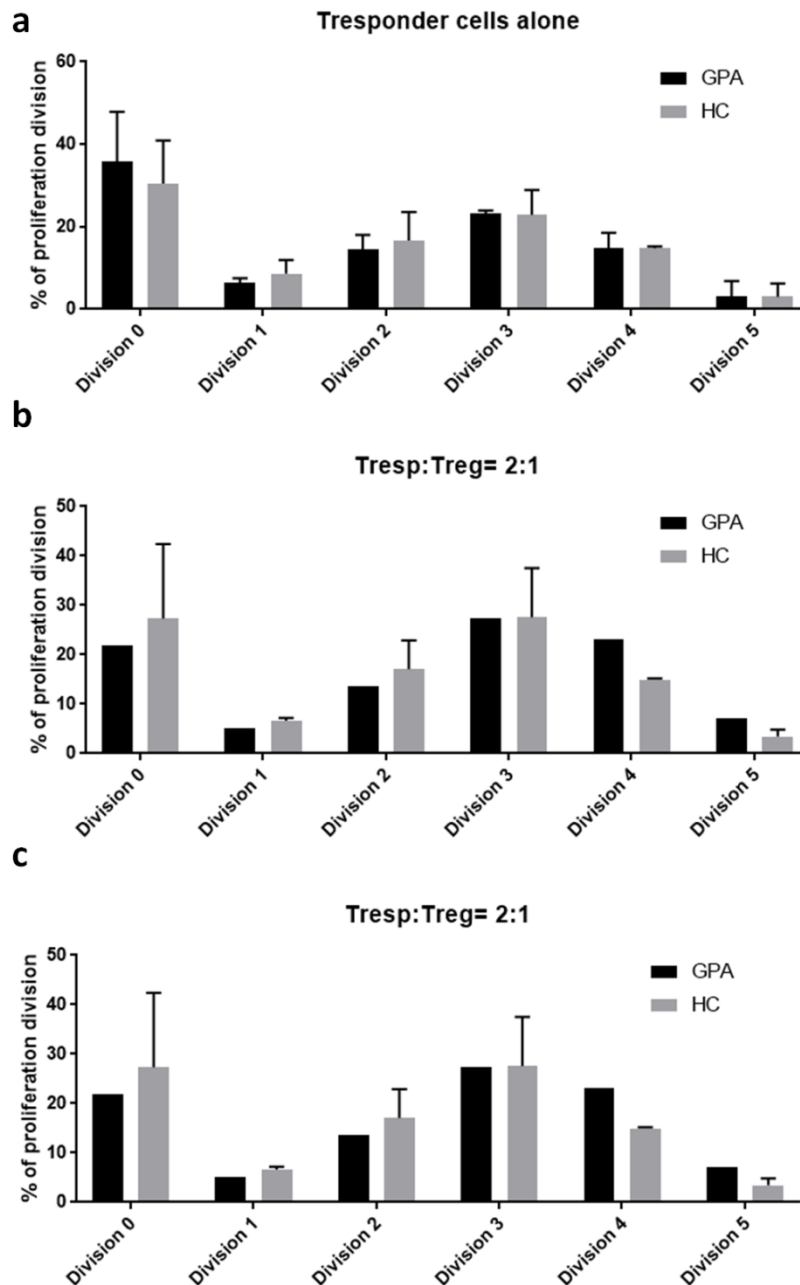 a
Tresponder cells alone
% of proliferation division
60
40
20
0
GPA
HC
Division 0
Division 1
Division 2
Division 3
Division 4
Division 5
b
Tresp:Treg= 2:1
% of proliferation division
50
40
30
20
10
0
GPA
HC
Division 0
Division 1
Division 2
Division 3
Division 4
Division 5
c
Tresp:Treg= 2:1
% of proliferation division
50
40
30
20
10
0
GPA
HC
Division 0
Division 1
Division 2
Division 3
Division 4
Division 5